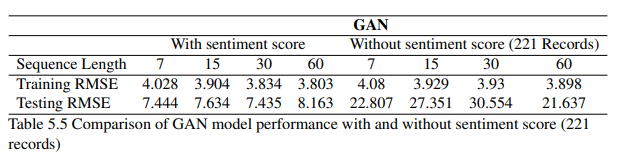 GAN
With sentiment score Without sentiment score (221 Records)
Sequence Length 7 15 30 60 7 15 30 60
Training RMSE 4.028 3.904 3.834 3.803 4.08 3.929 3.93 3.898
Testing RMSE 7.444 7.634 7.435 8.163 22.807 27.351 30.554 21.637
Table 5.5 Comparison of GAN model performance with and without sentiment score (221
records)